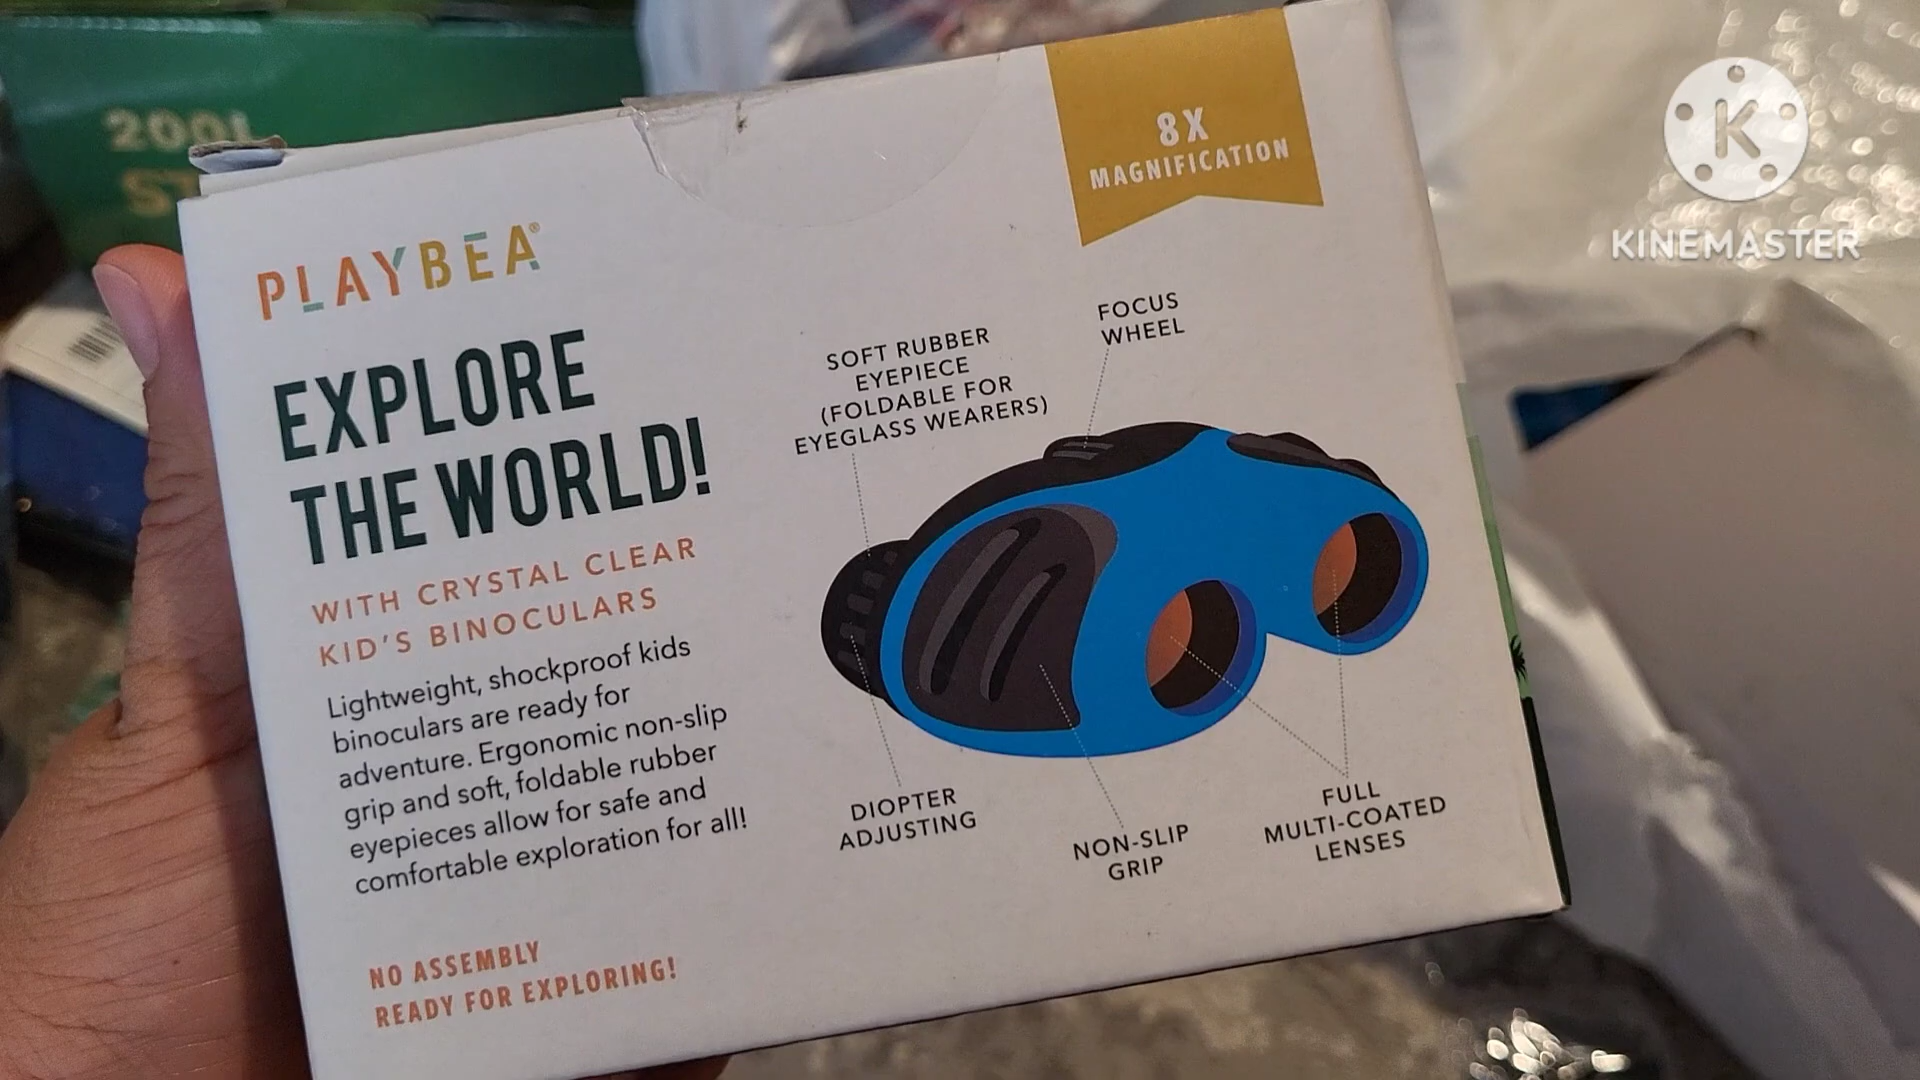 200L
PLAYBEA®
EXPLORE
THE WORLD!
WITH CRYSTAL CLEAR
KID'S BINOCULARS
Lightweight, shockproof kids
binoculars are ready for
adventure. Ergonomic non-slip
grip and soft, foldable rubber
eyepieces allow for safe and
comfortable exploration for all!
NO ASSEMBLY
READY FOR EXPLORING!
8X
MAGNIFICATION
FOCUS
WHEEL
SOFT RUBBER
EYEPIECE
(FOLDABLE FOR
EYEGLASS WEARERS)
DIOPTER
ADJUSTING
NON-SLIP
GRIP
FULL
MULTI-COATED
LENSES
K
KINEMASTER